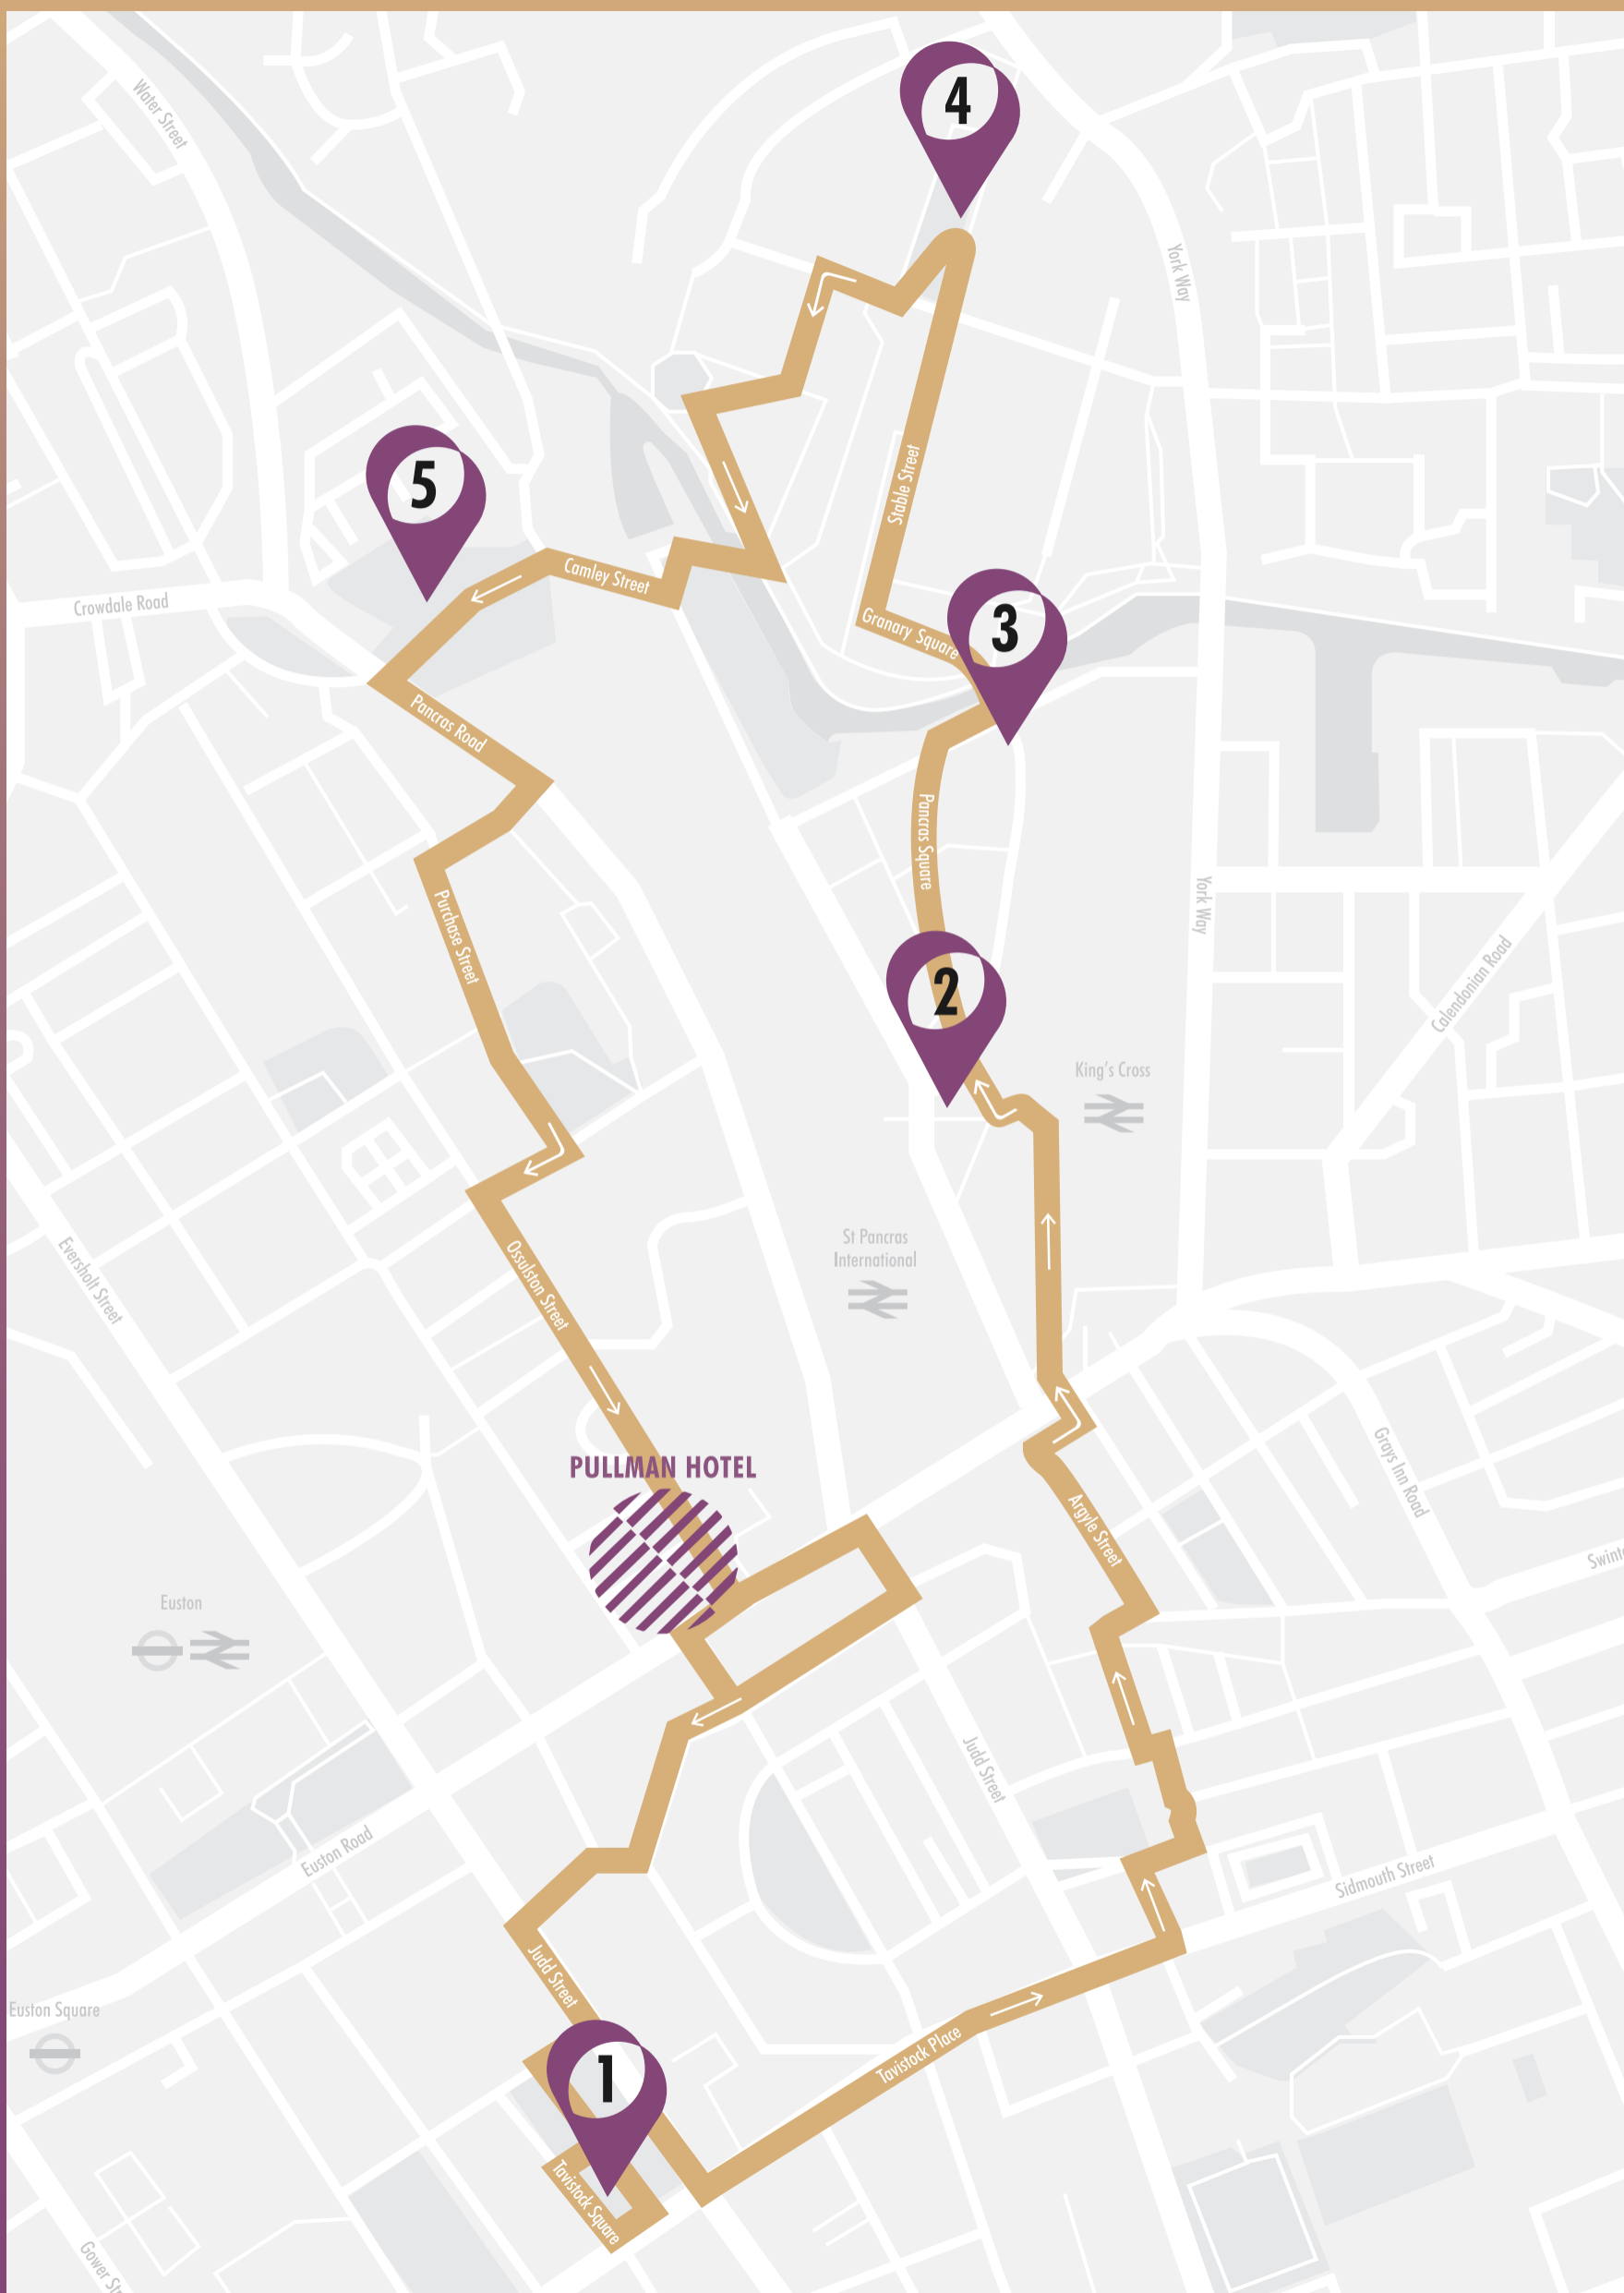 4
Water Street
York Way
5
Stable Street
Camley Street
3
Granary Square
Crowdale Road
Pancras Road
Pancras Square
York Way
Purchase Street
Calendonian Road
2
King's Cross
St Pancras
International
Eversholt Street
Ossulston Street
Grays Inn Road
PULLMAN HOTEL
Argyle Street
Euston
Judd Street
Euston Road
Sidmouth Street
Judd Street
Euston Square
Tavistock Place
1
Tavistock Square
Gower